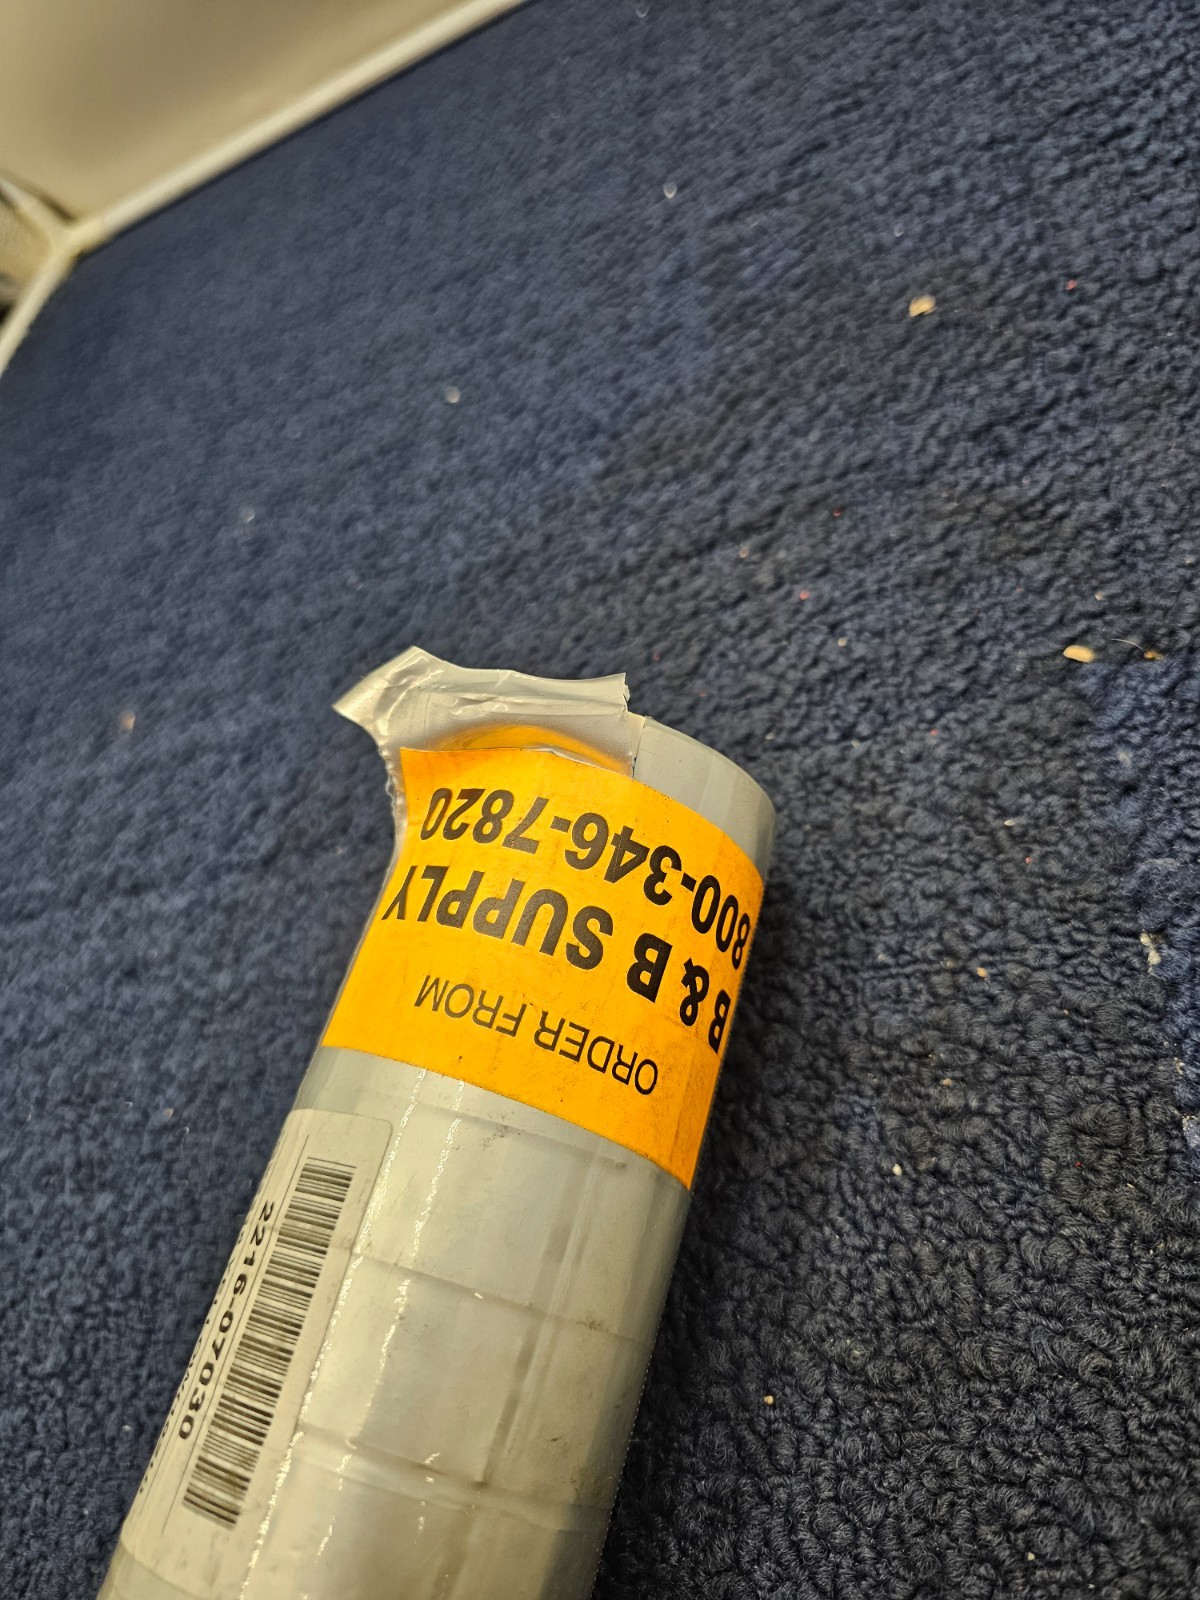 ORDER FROM
B & B SUPPLY
800-346-7820
2216-07030